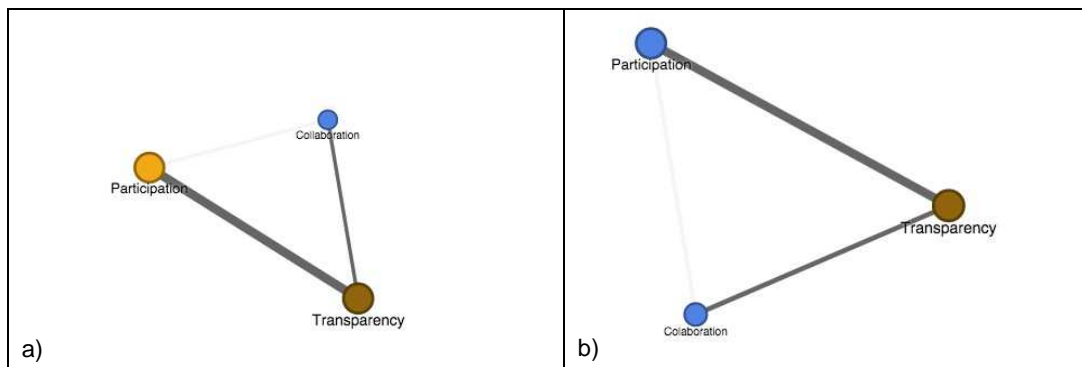 Collaboration
Participation
Transparency
a)
Participation
Transparency
Colaboration
b)